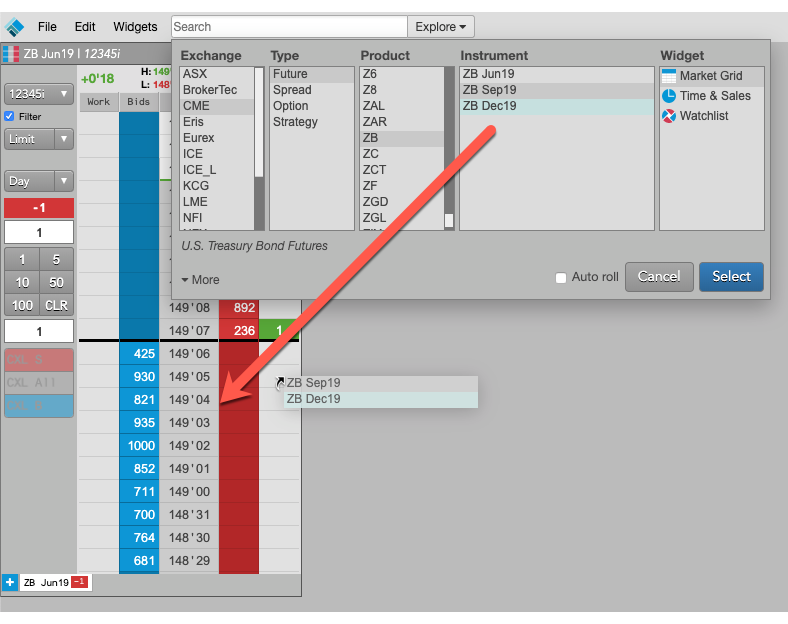 File Edit Widgets Search Explore
ZB Jun19 | 12345i
12345i
+0'18
H: 149
L: 148
Work Bids
Filter
Limit
Day
-1
1
1 5
10 50
100 CLR
1
CXL S
CXL All
Exchange
ASX
BrokerTec
CME
Eris
Eurex
ICE
ICE_L
KCG
LME
NFI
Type
Future
Spread
Option
Strategy
Product
Z6
Z8
ZAL
ZAR
ZB
ZC
ZCT
ZF
ZGD
ZGL
Instrument
ZB Jun19
ZB Sep19
ZB Dec19
Widget
Market Grid
Time & Sales
Watchlist
U.S. Treasury Bond Futures
More
Auto roll Cancel Select
149'08 892
149'07 236 1
425 149'06
930 149'05
821 149'04
935 149'03
1000 149'02
852 149'01
711 149'00
700 148'31
764 148'30
681 148'29
ZB Sep19
ZB Dec19
ZB Jun19 -1